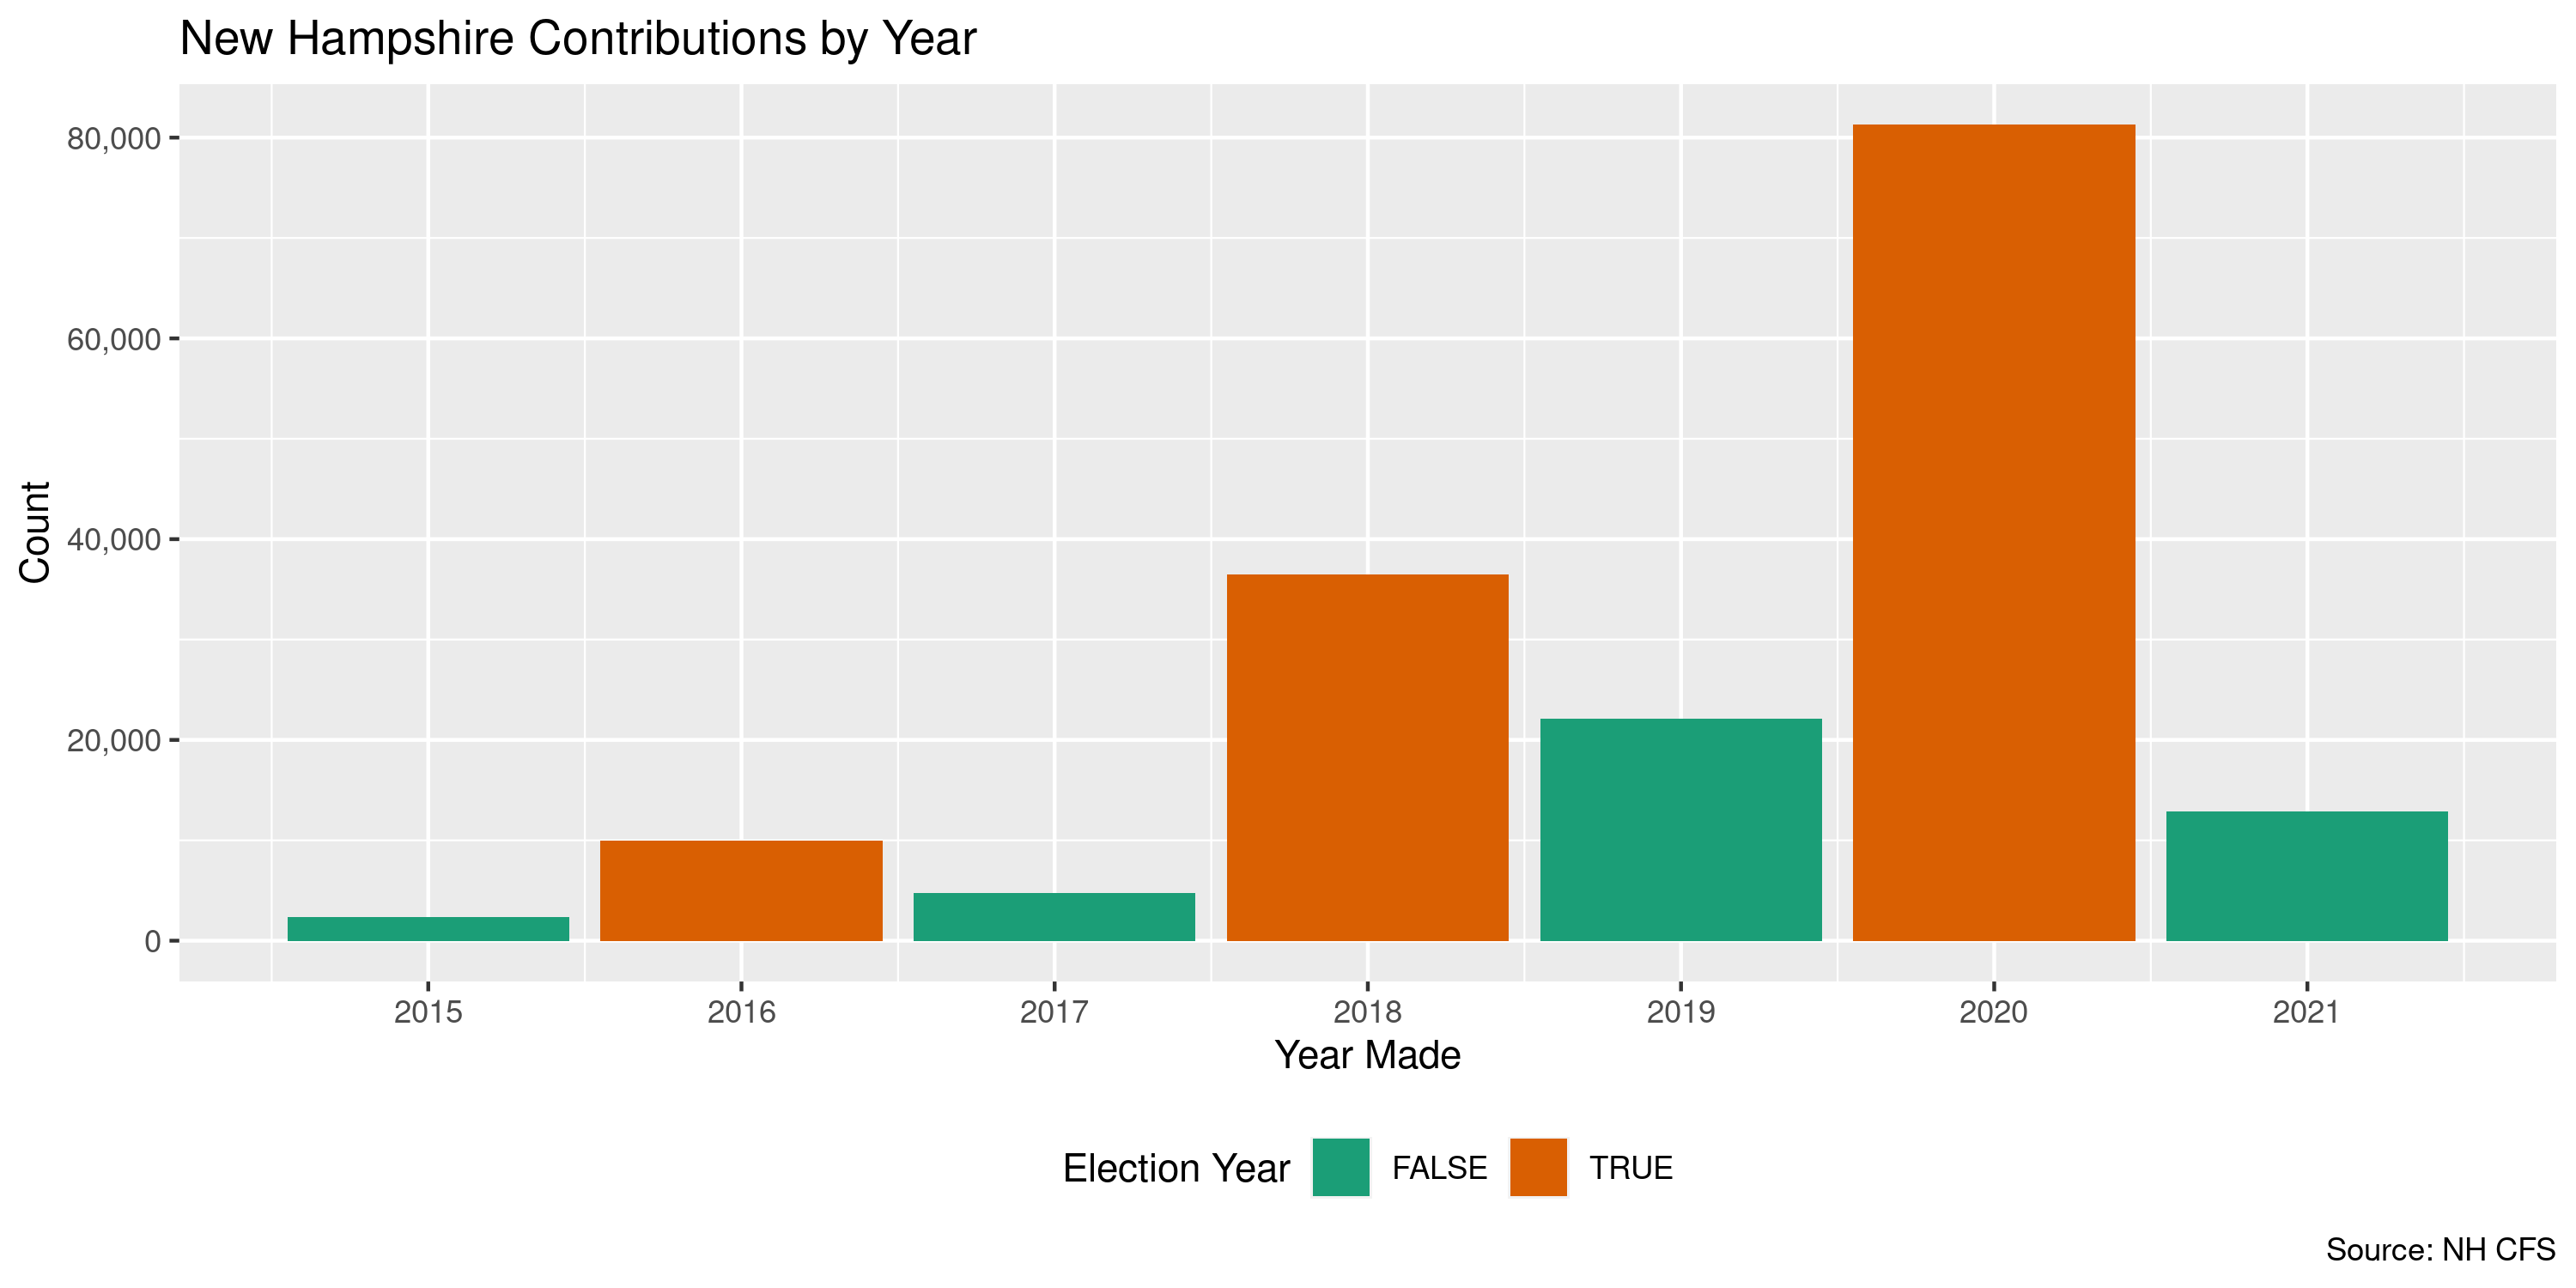 New Hampshire Contributions by Year
Count
80,000
60,000
40,000
20,000
0
2015 2016 2017 2018 2019 2020 2021
Year Made
Election Year FALSE TRUE
Source: NH CFS